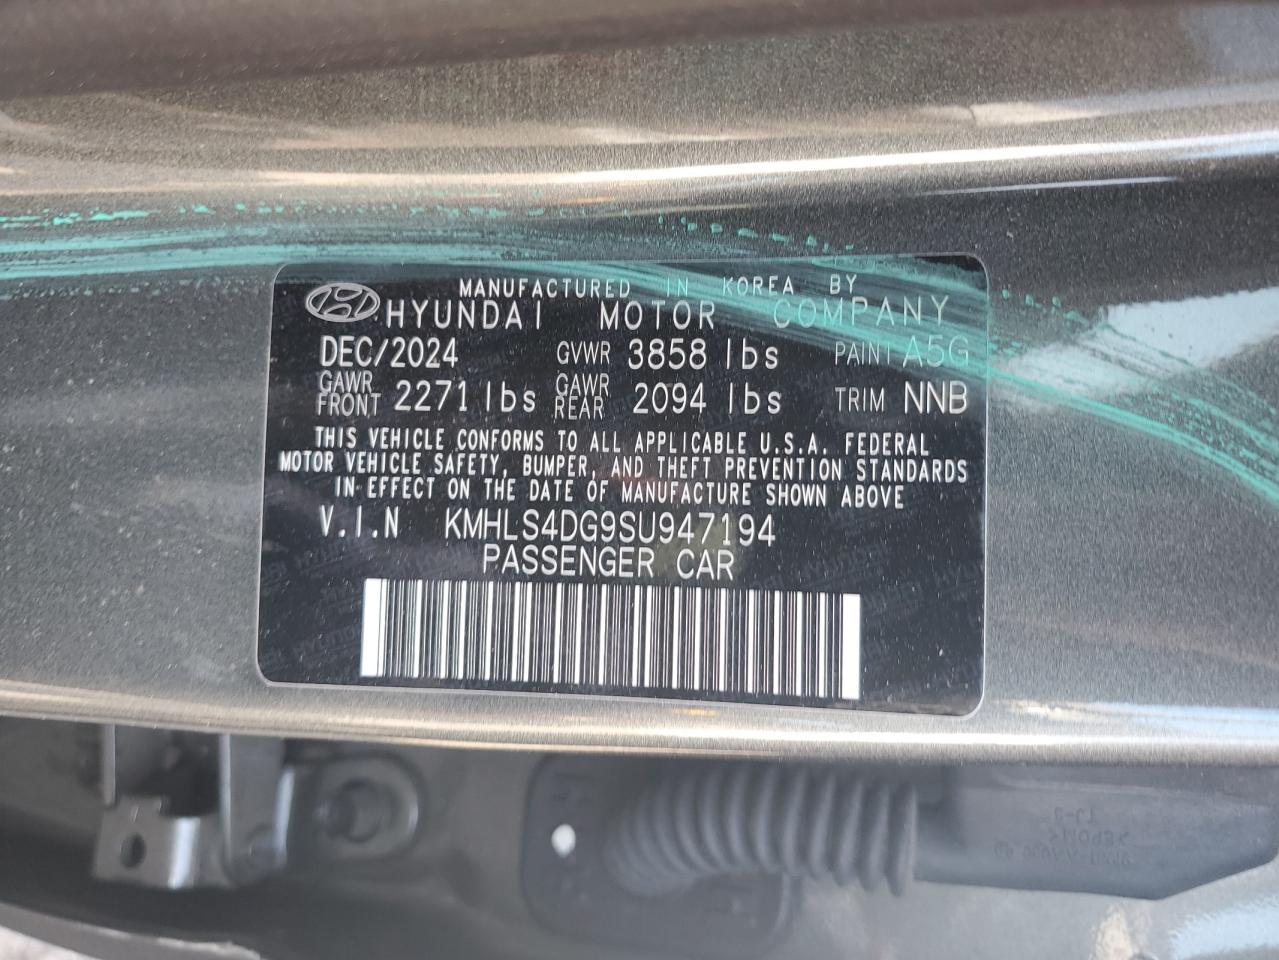 MANUFACTURED IN KOREA BY
HYUNDAI MOTOR COMPANY
DEC/2024 GVWR 3858 lbs PAINT A5G
GAWR FRONT 2271 lbs GAWR REAR 2094 lbs TRIM NNB
THIS VEHICLE CONFORMS TO ALL APPLICABLE U.S.A. FEDERAL
MOTOR VEHICLE SAFETY, BUMPER, AND THEFT PREVENTION STANDARDS
IN EFFECT ON THE DATE OF MANUFACTURE SHOWN ABOVE
V.I.N KMHLS4DG9SU947194
PASSENGER CAR